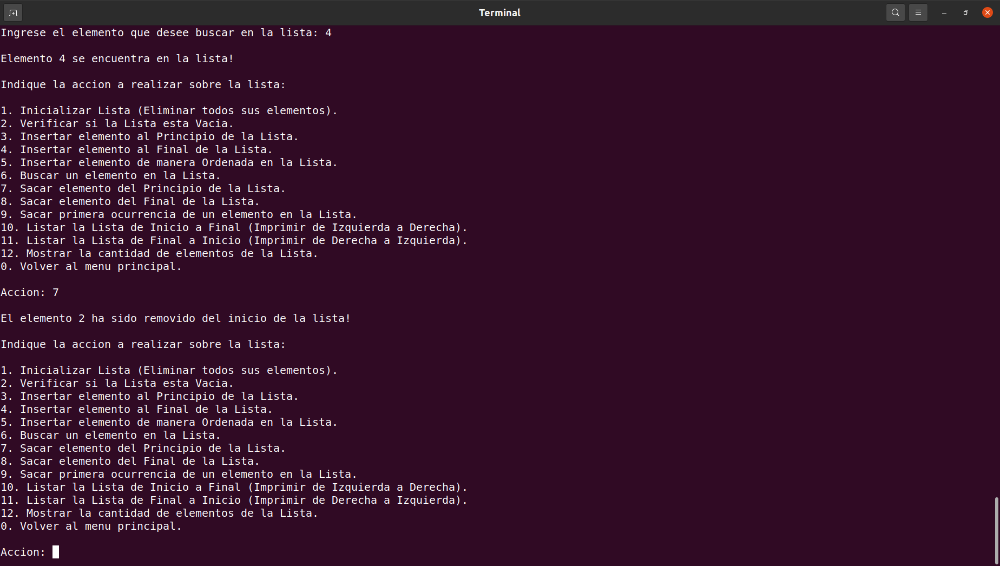 Terminal
Ingrese el elemento que desee buscar en la lista: 4
Elemento 4 se encuentra en la lista!
Indique la accion a realizar sobre la lista:
1. Inicializar Lista (Eliminar todos sus elementos).
2. Verificar si la Lista esta Vacia.
3. Insertar elemento al Principio de la Lista.
4. Insertar elemento al Final de la Lista.
5. Insertar elemento de manera Ordenada en la Lista.
6. Buscar un elemento en la Lista.
7. Sacar elemento del Principio de la Lista.
8. Sacar elemento del Final de la Lista.
9. Sacar primera ocurrencia de un elemento en la Lista.
10. Listar la Lista de Inicio a Final (Imprimir de Izquierda a Derecha).
11. Listar la Lista de Final a Inicio (Imprimir de Derecha a Izquierda).
12. Mostrar la cantidad de elementos de la Lista.
0. Volver al menu principal.
Accion: 7
El elemento 2 ha sido removido del inicio de la lista!
Indique la accion a realizar sobre la lista:
1. Inicializar Lista (Eliminar todos sus elementos).
2. Verificar si la Lista esta Vacia.
3. Insertar elemento al Principio de la Lista.
4. Insertar elemento al Final de la Lista.
5. Insertar elemento de manera Ordenada en la Lista.
6. Buscar un elemento en la Lista.
7. Sacar elemento del Principio de la Lista.
8. Sacar elemento del Final de la Lista.
9. Sacar primera ocurrencia de un elemento en la Lista.
10. Listar la Lista de Inicio a Final (Imprimir de Izquierda a Derecha).
11. Listar la Lista de Final a Inicio (Imprimir de Derecha a Izquierda).
12. Mostrar la cantidad de elementos de la Lista.
0. Volver al menu principal.
Accion: